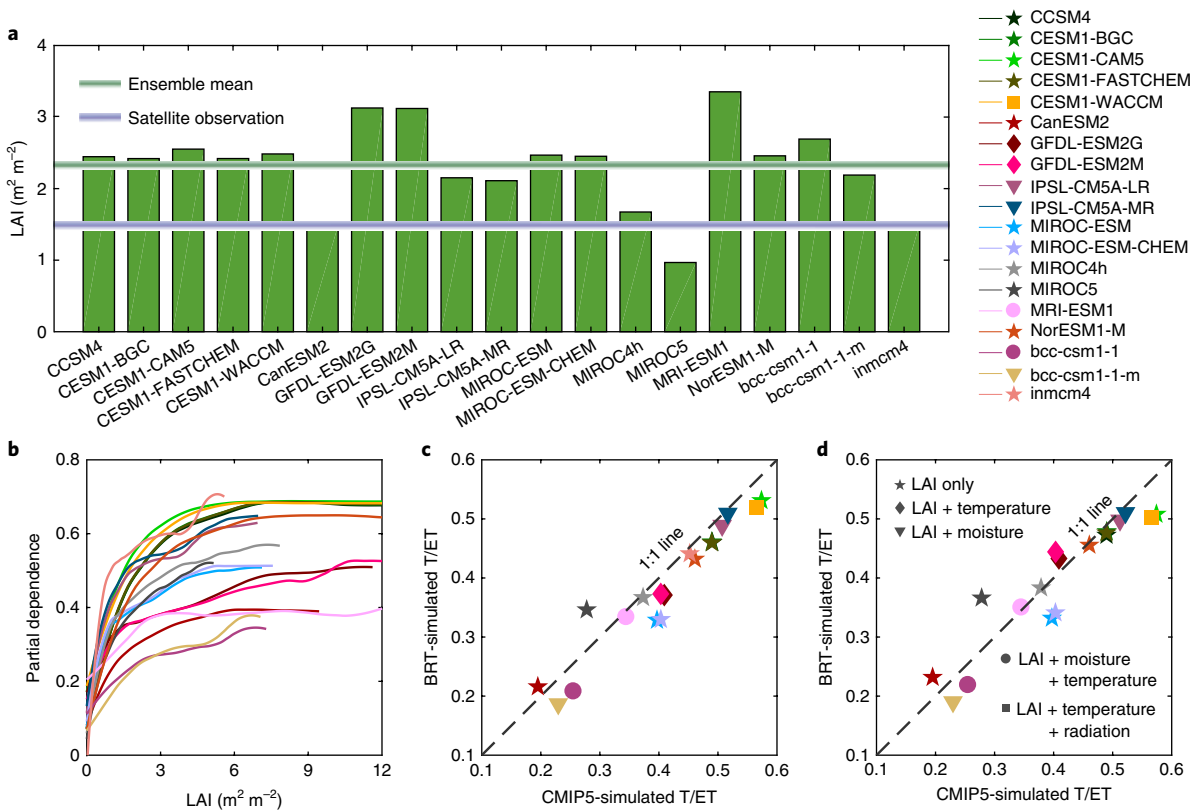 a
4
3
2
1
0
LAI (m² m⁻²)
Ensemble mean
Satellite observation
CCSM4
CESM1-BGC
CESM1-CAM5
CESM1-FASTCHEM
CESM1-WACCM
CanESM2
GFDL-ESM2G
GFDL-ESM2M
IPSL-CM5A-LR
IPSL-CM5A-MR
MIROC-ESM
MIROC-ESM-CHEM
MIROC4h
MIROC5
MRI-ESM1
NorESM1-M
bcc-csm1-1
bcc-csm1-1-m
inmcm4
CCSM4
CESM1-BGC
CESM1-CAM5
CESM1-FASTCHEM
CESM1-WACCM
CanESM2
GFDL-ESM2G
GFDL-ESM2M
IPSL-CM5A-LR
IPSL-CM5A-MR
MIROC-ESM
MIROC-ESM-CHEM
MIROC4h
MIROC5
MRI-ESM1
NorESM1-M
bcc-csm1-1
bcc-csm1-1-m
inmcm4
b
0.8
0.6
0.4
0.2
0
Partial dependence
0 3 6 9 12
LAI (m² m⁻²)
c
0.6
0.5
0.4
0.3
0.2
0.1
BRT-simulated T/ET
1:1 line
0.1 0.2 0.3 0.4 0.5 0.6
CMIP5-simulated T/ET
d
0.6
0.5
0.4
0.3
0.2
0.1
BRT-simulated T/ET
LAI only
LAI + temperature
LAI + moisture
1:1 line
LAI + moisture
+ temperature
LAI + temperature
+ radiation
0.1 0.2 0.3 0.4 0.5 0.6
CMIP5-simulated T/ET